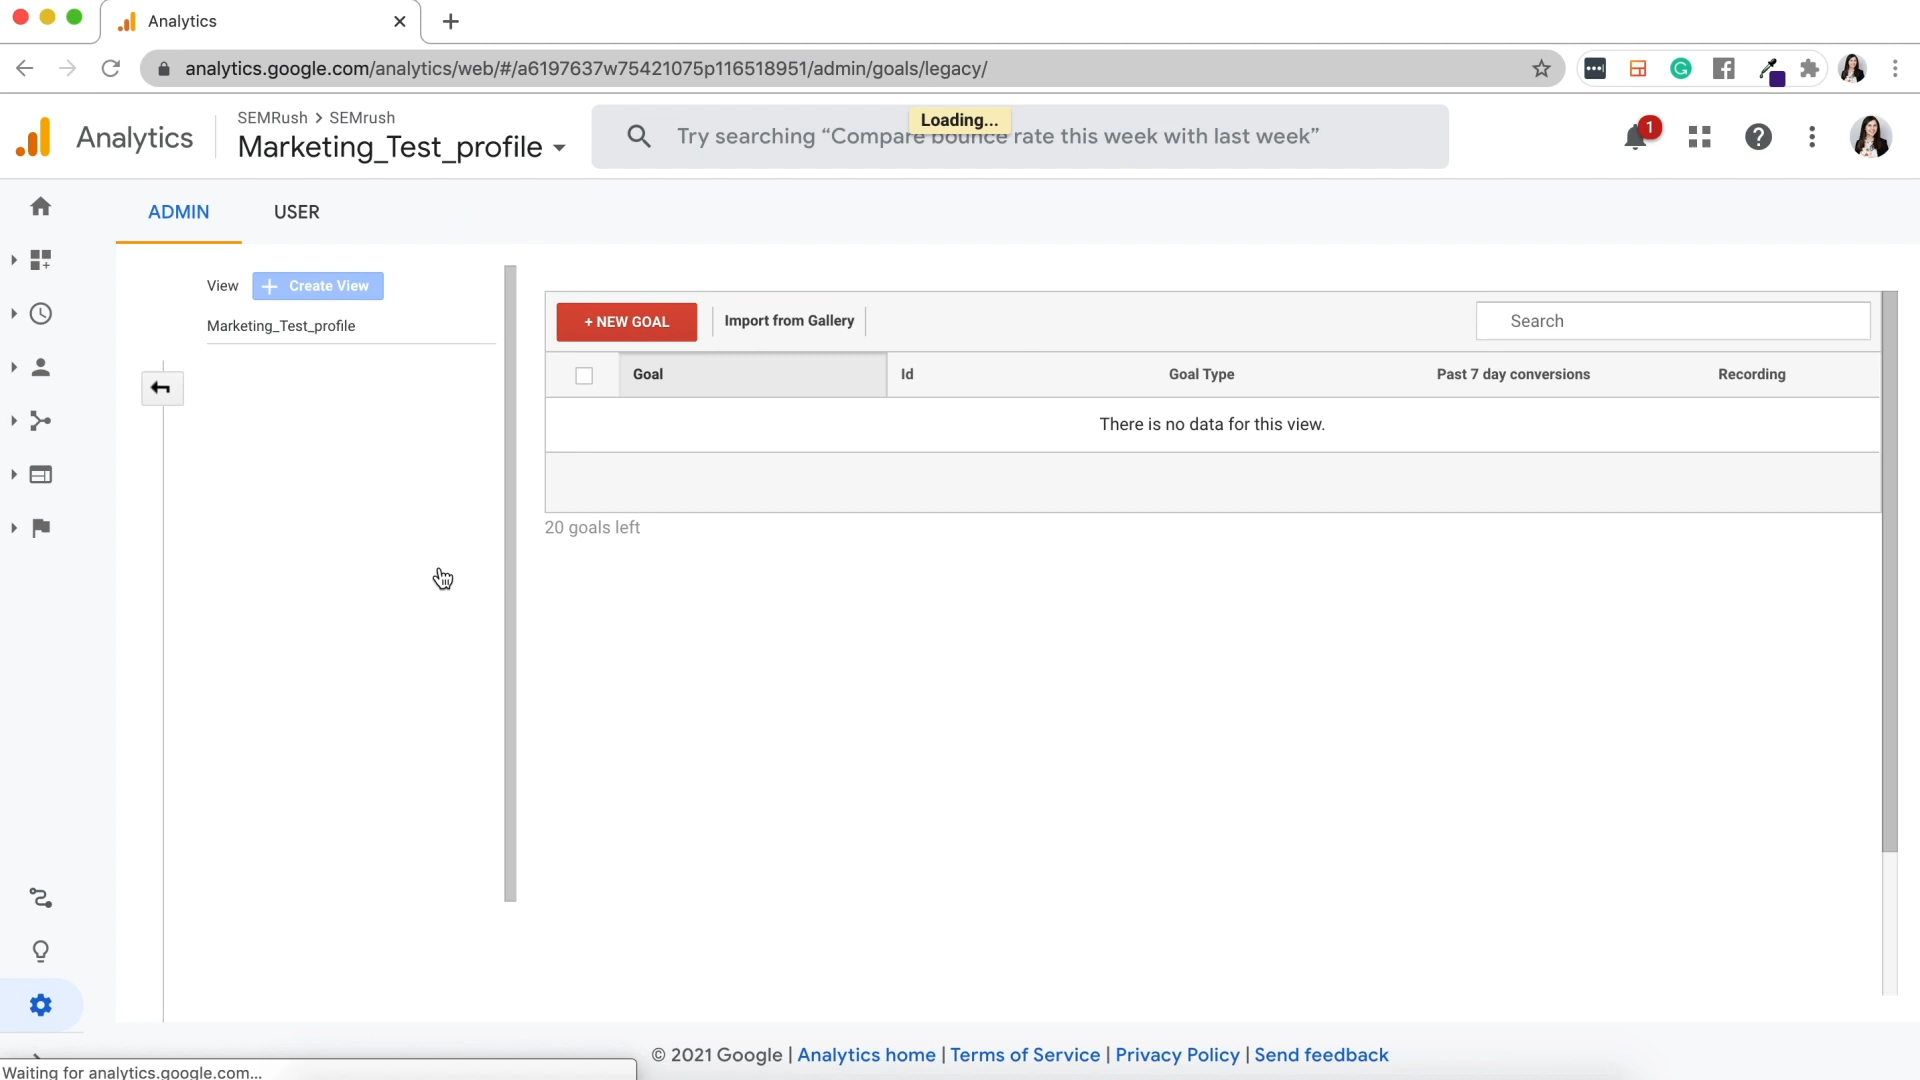 Analytics
analytics.google.com/analytics/web/#/a6197637w75421075p116518951/admin/goals/legacy/
Analytics
SEMRush > SEMrush
Marketing_Test_profile
Loading...
Try searching “Compare bounce rate this week with last week”
1
ADMIN
USER
View
+ Create View
Marketing_Test_profile
+ NEW GOAL
Import from Gallery
Search
Goal
Id
Goal Type
Past 7 day conversions
Recording
There is no data for this view.
20 goals left
© 2021 Google | Analytics home | Terms of Service | Privacy Policy | Send feedback
Waiting for analytics.google.com...